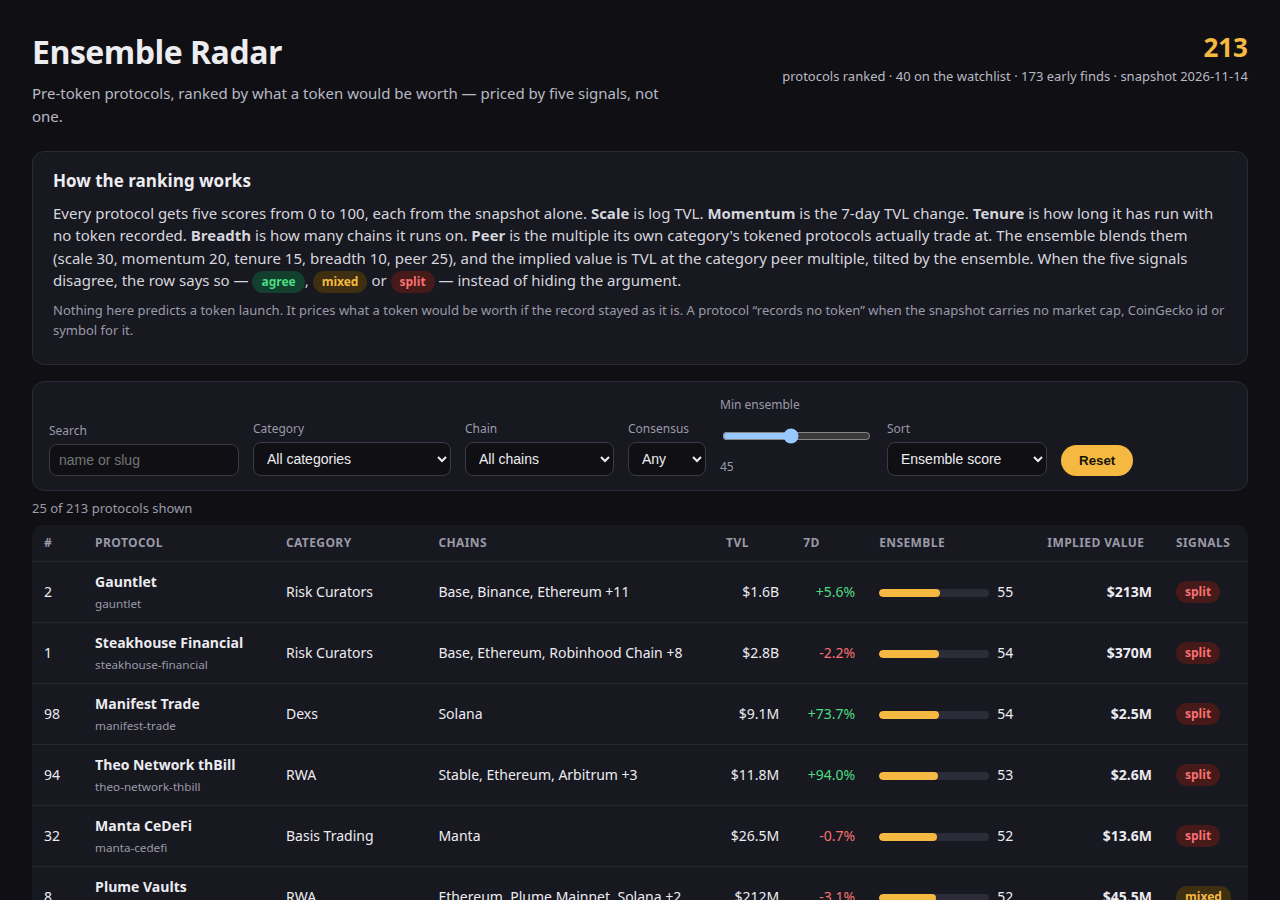 Ensemble Radar
213
protocols ranked · 40 on the watchlist · 173 early finds · snapshot 2026-11-14
Pre-token protocols, ranked by what a token would be worth — priced by five signals, not
one.
How the ranking works
Every protocol gets five scores from 0 to 100, each from the snapshot alone. Scale is log TVL. Momentum is the 7-day TVL change. Tenure is how long it has run with
no token recorded. Breadth is how many chains it runs on. Peer is the multiple its own category's tokened protocols actually trade at. The ensemble blends them
(scale 30, momentum 20, tenure 15, breadth 10, peer 25), and the implied value is TVL at the category peer multiple, tilted by the ensemble. When the five signals
disagree, the row says so — agree, mixed or split — instead of hiding the argument.
Nothing here predicts a token launch. It prices what a token would be worth if the record stayed as it is. A protocol “records no token” when the snapshot carries no market cap, CoinGecko id or
symbol for it.
Search
name or slug
Category
All categories
Chain
All chains
Consensus
Any
Min ensemble
45
Sort
Ensemble score
Reset
25 of 213 protocols shown
# PROTOCOL CATEGORY CHAINS TVL 7D ENSEMBLE IMPLIED VALUE SIGNALS
2 Gauntlet Risk Curators Base, Binance, Ethereum +11 $1.6B +5.6% 55 $213M split
gauntlet
1 Steakhouse Financial Risk Curators Base, Ethereum, Robinhood Chain +8 $2.8B -2.2% 54 $370M split
steakhouse-financial
98 Manifest Trade Dexs Solana $9.1M +73.7% 54 $2.5M split
manifest-trade
94 Theo Network thBill RWA Stable, Ethereum, Arbitrum +3 $11.8M +94.0% 53 $2.6M split
theo-network-thbill
32 Manta CeDeFi Basis Trading Manta $26.5M -0.7% 52 $13.6M split
manta-cedefi
8 Plume Vaults RWA Ethereum, Plume Mainnet, Solana +2 $212M -3.1% 52 $45.5M mixed